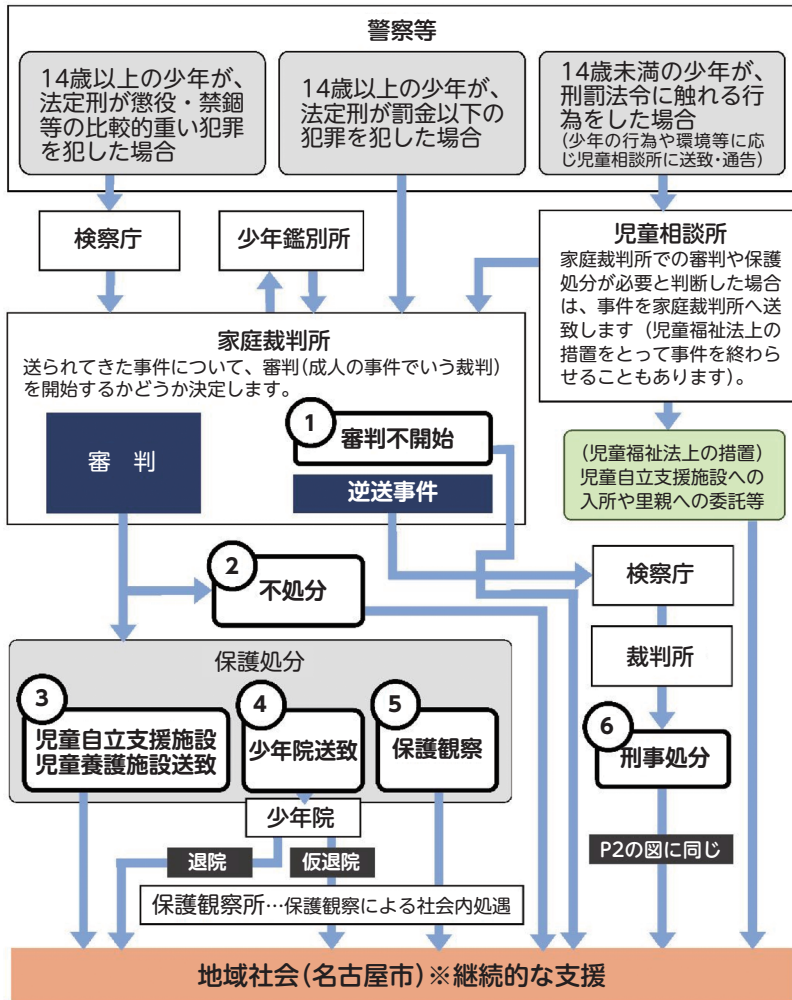 警察等
14歳以上の少年が、
法定刑が懲役・禁錮
等の比較的重い犯罪
を犯した場合
14歳以上の少年が、
法定刑が罰金以下の
犯罪を犯した場合
14歳未満の少年が、
刑罰法令に触れる行
為をした場合
(少年の行為や環境等に応
じ児童相談所に送致・通告)
検察庁
少年鑑別所
児童相談所
家庭裁判所での審判や保護
処分が必要と判断した場合
は、事件を家庭裁判所へ送
致します（児童福祉法上の
措置をとって事件を終わら
せることもあります）。
家庭裁判所
送られてきた事件について、審判(成人の事件でいう裁判)
を開始するかどうか決定します。
審　判
1
審判不開始
逆送事件
(児童福祉法上の措置)
児童自立支援施設への
入所や里親への委託等
2
不処分
検察庁
裁判所
保護処分
3
児童自立支援施設
児童養護施設送致
4
少年院送致
5
保護観察
6
刑事処分
少年院
退院
仮退院
P2の図に同じ
保護観察所…保護観察による社会内処遇
地域社会(名古屋市)※継続的な支援